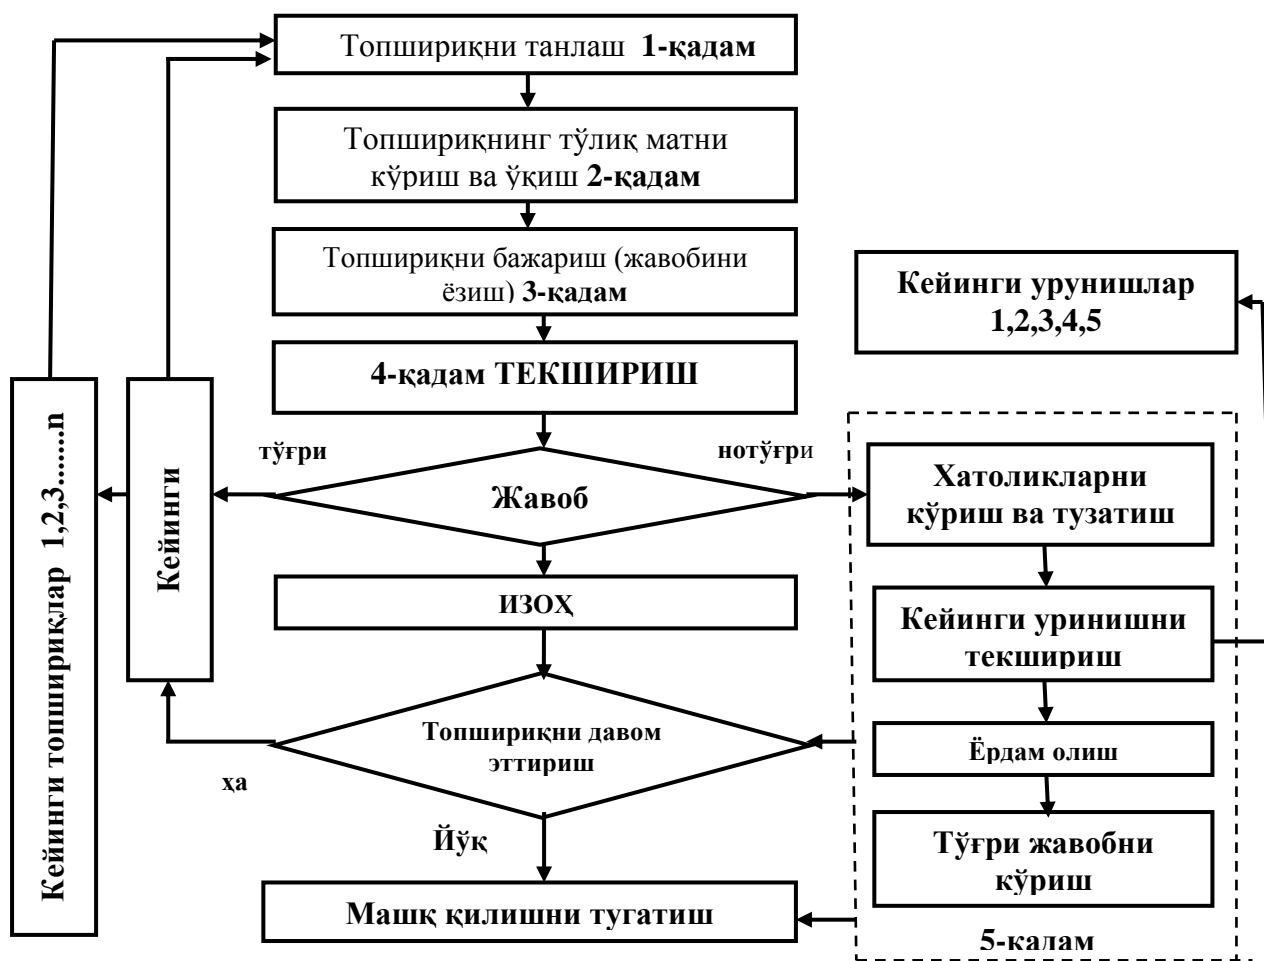 Топшириқни танлаш 1-қадам
Топшириқнинг тўлиқ матни
кўриш ва ўқиш 2-қадам
Топшириқни бажариш (жавобини
ёзиш) 3-қадам
4-қадам ТЕКШИРИШ
тўғри
нотўғри
Жавоб
ИЗОҲ
Топшириқни давом
эттириш
ҳа
Йўқ
Машқ қилишни тугатиш
Кейинги
Кейинги топшириқлар 1,2,3......n
Кейинги урунишлар
1,2,3,4,5
Хатоликларни
кўриш ва тузатиш
Кейинги уринишни
текшириш
Ёрдам олиш
Тўғри жавобни
кўриш
5-қадам